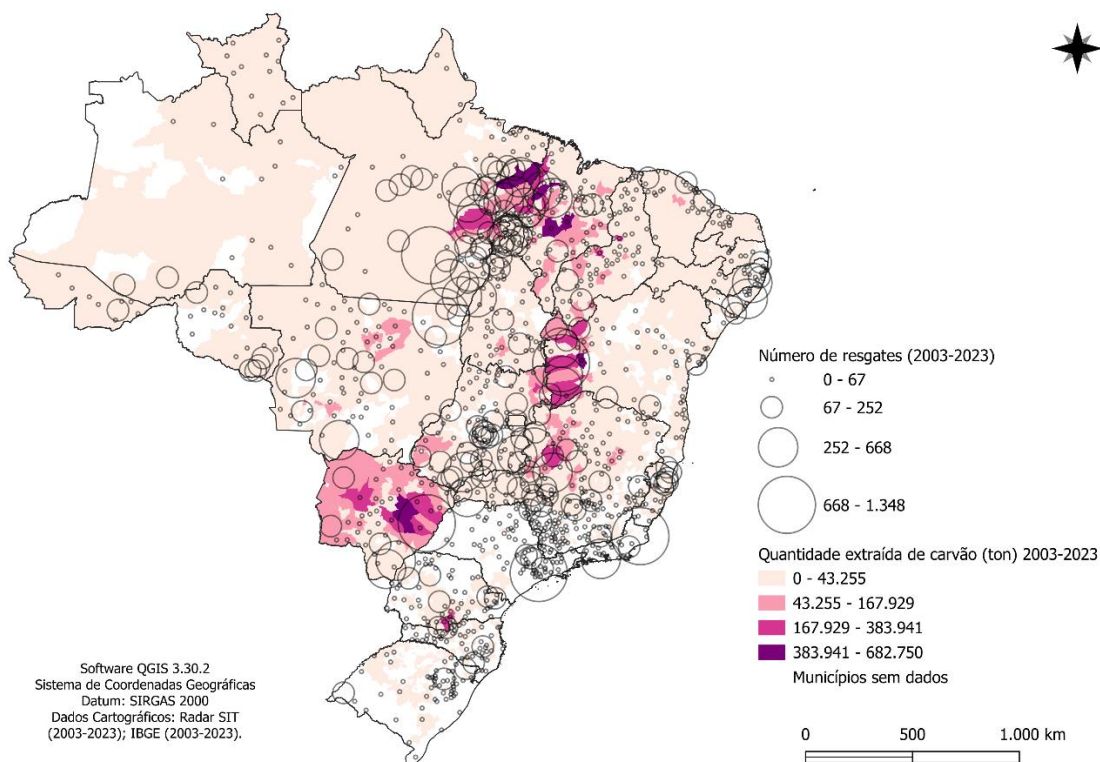 Número de resgates (2003-2023)
0 - 67
67 - 252
252 - 668
668 - 1.348
Quantidade extraída de carvão (ton) 2003-2023
0 - 43.255
43.255 - 167.929
167.929 - 383.941
383.941 - 682.750
Municípios sem dados
Software QGIS 3.30.2
Sistema de Coordenadas Geográficas
Datum: SIRGAS 2000
Dados Cartográficos: Radar SIT
(2003-2023); IBGE (2003-2023).
0 500 1.000 km